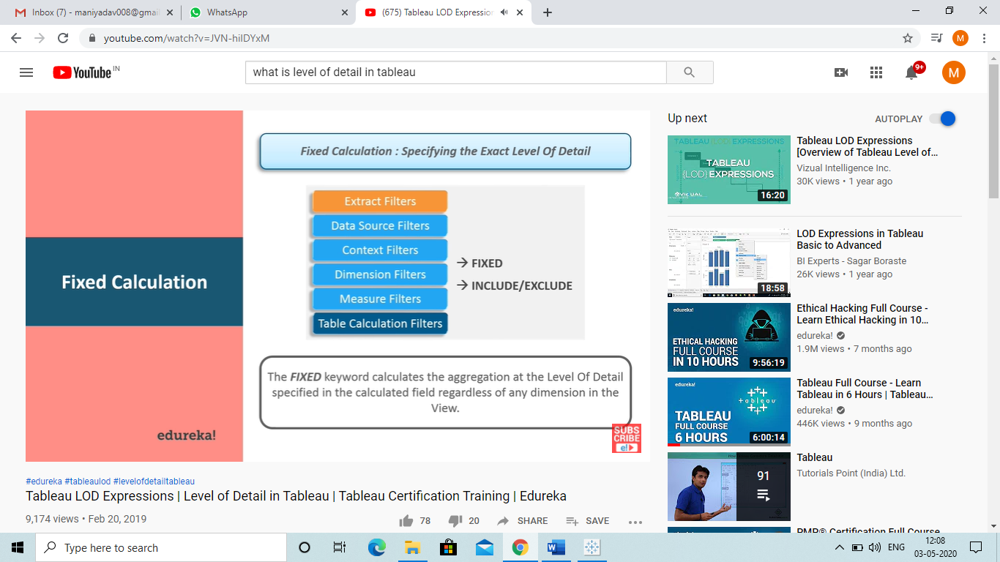 Inbox (7) - maniyadav008@gmai
WhatsApp
(675) Tableau LOD Expression
youtube.com/watch?v=JVN-hilDYxM
M
YouTube IN
what is level of detail in tableau
9+
M
Fixed Calculation
edureka!
Fixed Calculation : Specifying the Exact Level Of Detail
Extract Filters
Data Source Filters
Context Filters
Dimension Filters
Measure Filters
Table Calculation Filters
→ FIXED
→ INCLUDE/EXCLUDE
The FIXED keyword calculates the aggregation at the Level Of Detail
specified in the calculated field regardless of any dimension in the
View.
SUBS
CRIBE
e!
#edureka #tableaulod #levelofdetailtableau
Tableau LOD Expressions | Level of Detail in Tableau | Tableau Certification Training | Edureka
9,174 views • Feb 20, 2019
78
20
SHARE
SAVE
Up next
AUTOPLAY
TABLEAU {LOD} EXPRESSIONS
TABLEAU
{LOD} EXPRESSIONS
16:20
Tableau LOD Expressions
[Overview of Tableau Level of...
Vizual Intelligence Inc.
30K views • 1 year ago
18:58
LOD Expressions in Tableau
Basic to Advanced
BI Experts - Sagar Boraste
26K views • 1 year ago
edureka!
ETHICAL HACKING
FULL COURSE
IN 10 HOURS
9:56:19
Ethical Hacking Full Course -
Learn Ethical Hacking in 10...
edureka!
1.9M views • 7 months ago
edureka!
tableau
TABLEAU
FULL COURSE
6 HOURS
6:00:14
Tableau Full Course - Learn
Tableau in 6 Hours | Tableau...
edureka!
446K views • 9 months ago
91
Tableau
Tutorials Point (India) Ltd.
PMP® Certification Full Course
Type here to search
ENG
12:08
03-05-2020